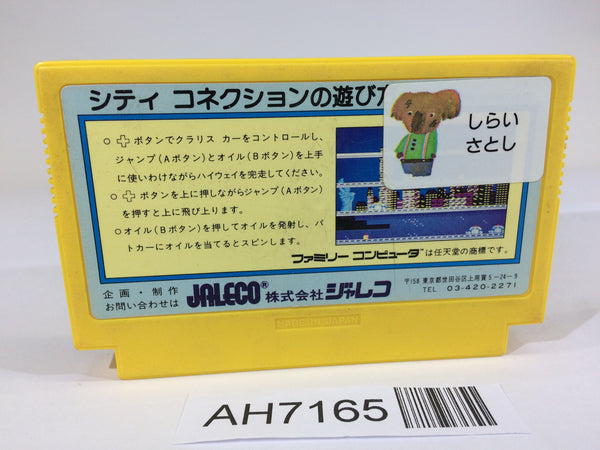 シティ コネクションの遊び方
しらい
さとし
○✚ボタンでクラリス カーをコントロールし、
ジャンプ(Aボタン)とオイル(Bボタン)を上手
に使いわけながらハイウェイを完走してください。
○✚ボタンを上に押しながらジャンプ(Aボタン)
を押すと上に飛び上ります。
○オイル(Bボタン)を押してオイルを発射し、パ
トカーにオイルを当てるとスピンします。
ファミリー コンピュータ は任天堂の商標です。
企画・制作
お問い合わせは
JALECO® 株式会社ジャレコ
〒158 東京都世田谷区上用賀5-24-9
TEL 03-420-2271
MADE IN JAPAN
AH7165